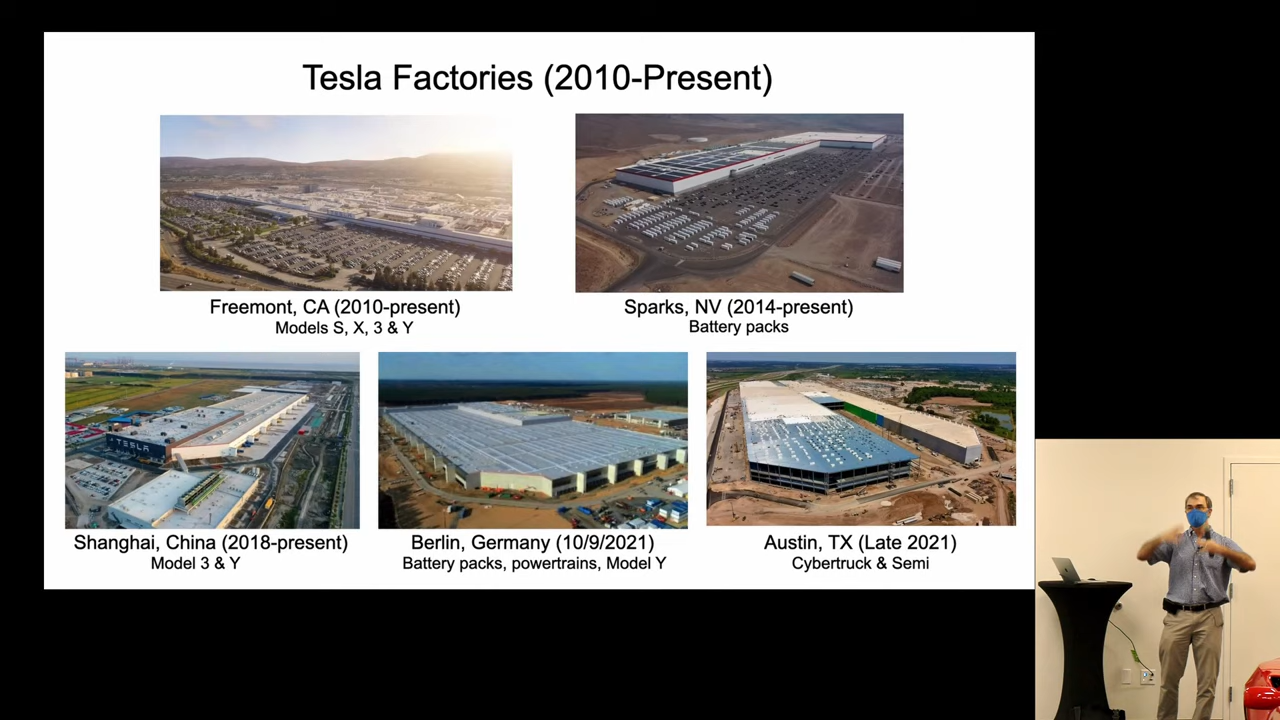 Tesla Factories (2010-Present)
Freemont, CA (2010-present)
Models S, X, 3 & Y
Sparks, NV (2014-present)
Battery packs
TESLA
Shanghai, China (2018-present)
Model 3 & Y
Berlin, Germany (10/9/2021)
Battery packs, powertrains, Model Y
Austin, TX (Late 2021)
Cybertruck & Semi